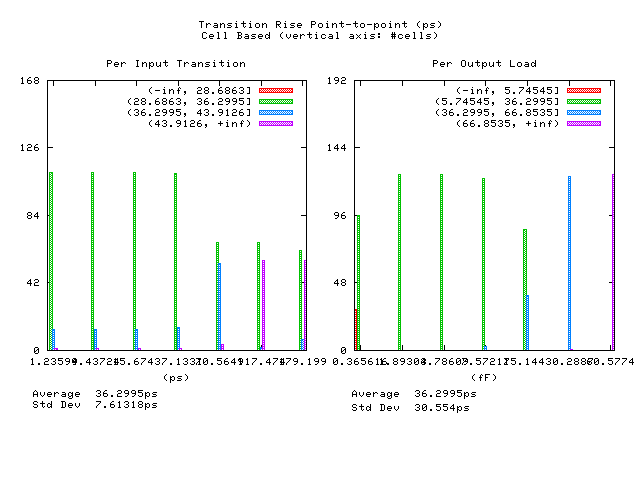 Transition Rise Point-to-point (ps)
Cell Based (vertical axis: #cells)
Per Input Transition
Per Output Load
168
126
84
42
0
(-inf, 28.6863]
(28.6863, 36.2995]
(36.2995, 43.9126]
(43.9126, +inf)
1.23599
(ps)
192
144
96
48
0
(-inf, 5.74545]
(5.74545, 36.2995]
(36.2995, 66.8535]
(66.8535, +inf)
(fF)
Average 36.2995ps
Std Dev 7.61318ps
Average 36.2995ps
Std Dev 30.554ps